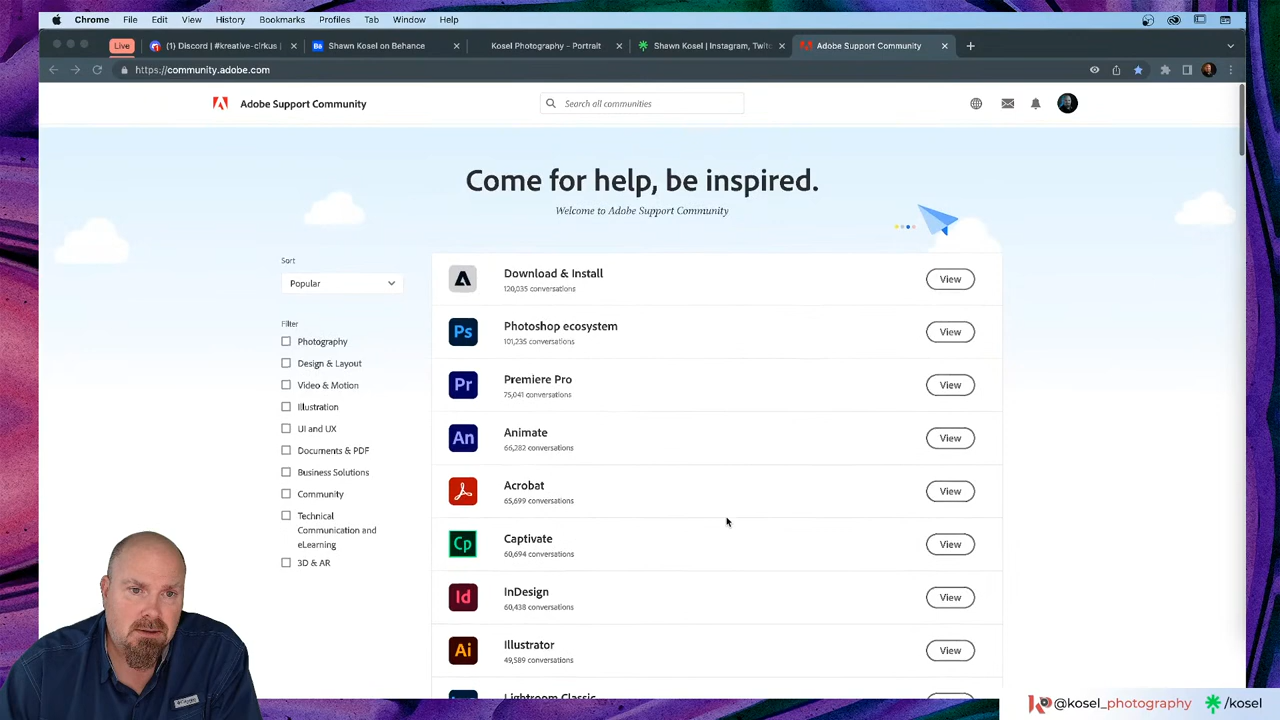 Chrome File Edit View History Bookmarks Profiles Tab Window Help
Live (1) Discord | #kreative-cirkus Shawn Kosel on Behance Kosel Photography - Portrait Shawn Kosel | Instagram, Twit Adobe Support Community
https://community.adobe.com
Adobe Support Community
Search all communities
Come for help, be inspired.
Welcome to Adobe Support Community
Sort
Popular
Filter
Photography
Design & Layout
Video & Motion
Illustration
UI and UX
Documents & PDF
Business Solutions
Community
Technical
Communication and
eLearning
3D & AR
Download & Install
120,035 conversations
View
Ps
Photoshop ecosystem
101,235 conversations
View
Pr
Premiere Pro
75,041 conversations
View
An
Animate
66,282 conversations
View
Acrobat
65,699 conversations
View
Cp
Captivate
60,694 conversations
View
Id
InDesign
60,438 conversations
View
Ai
Illustrator
49,589 conversations
View
Lightroom Classic
@kosel_photography /kosel